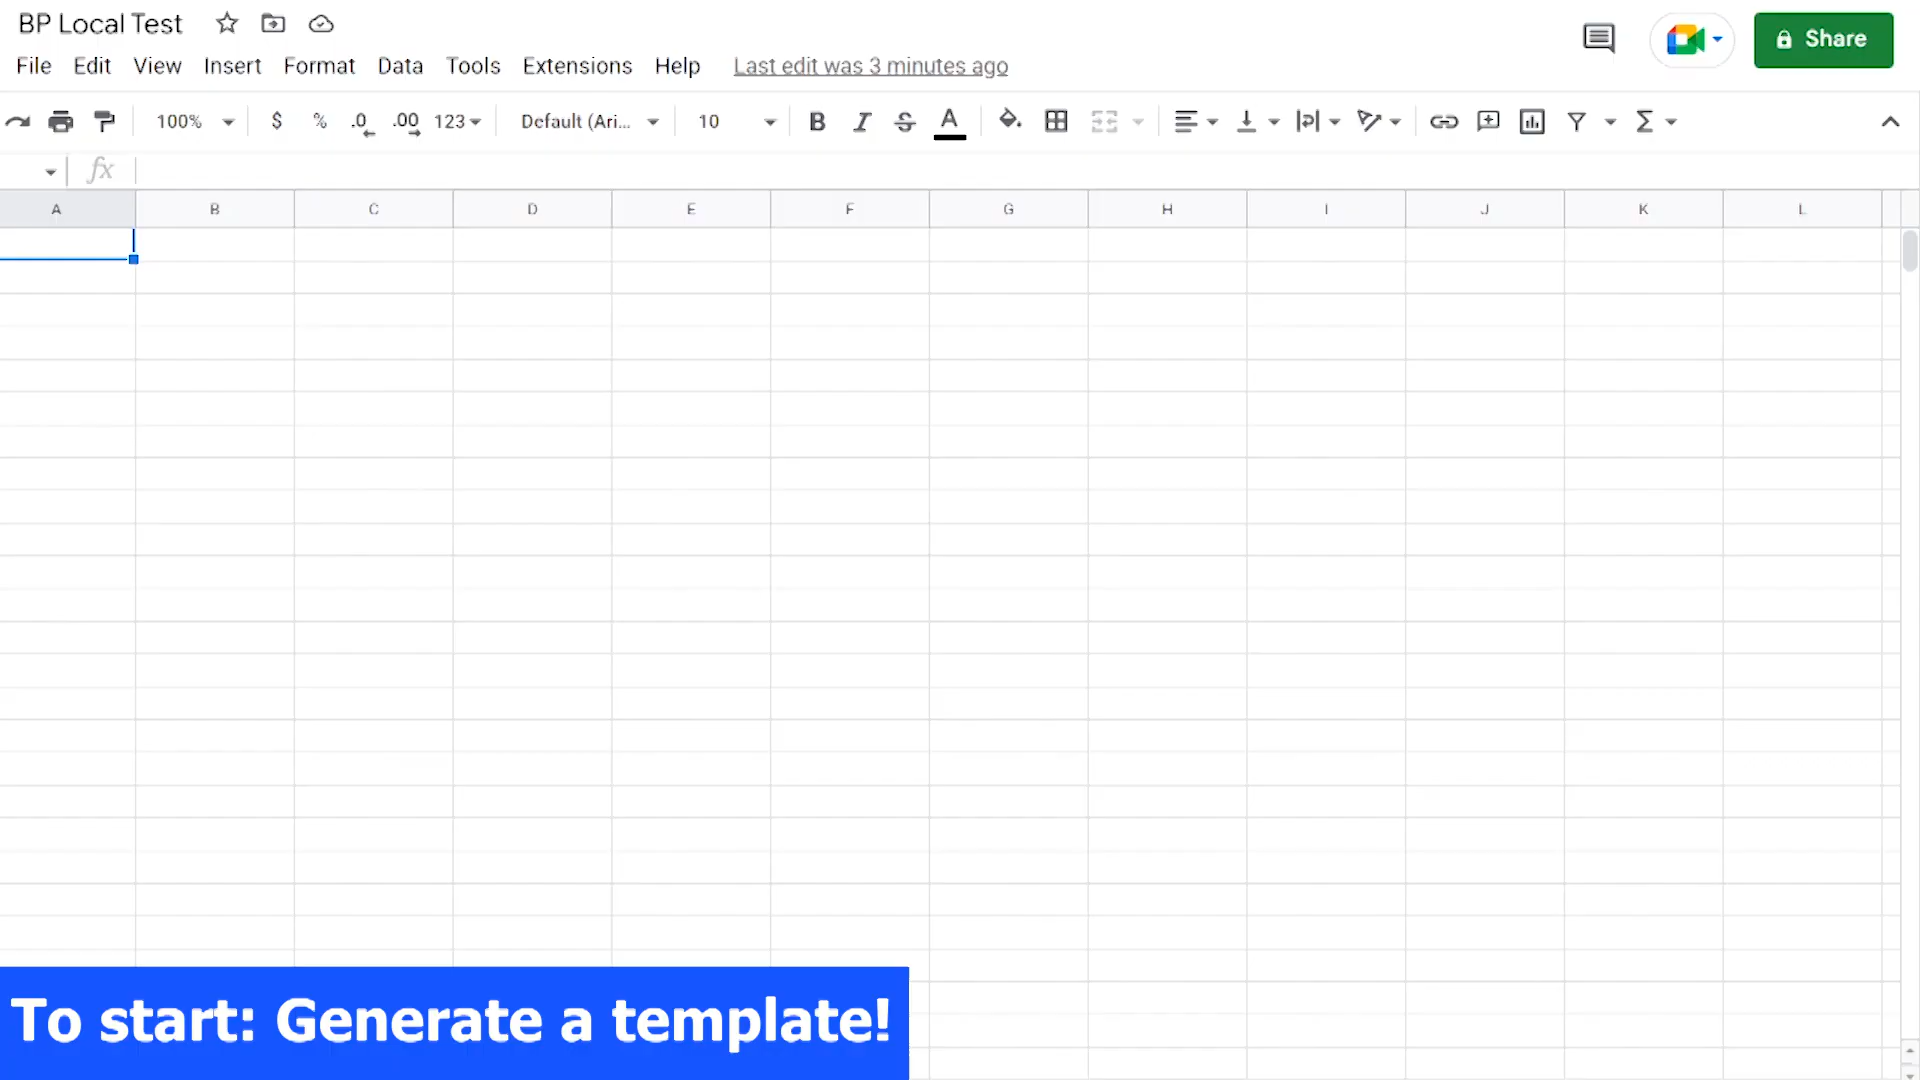 BP Local Test
Share
File Edit View Insert Format Data Tools Extensions Help Last edit was 3 minutes ago
100% $ % .0 .00 123 Default (Ari... 10 B I S A Σ
fx
A B C D E F G H I J K L
To start: Generate a template!